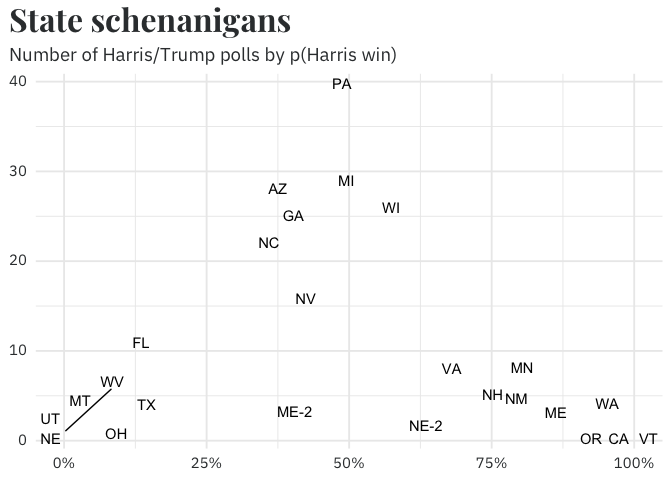 State schenanigans
Number of Harris/Trump polls by p(Harris win)
40
PA
30
MI
AZ
WI
GA
NC
20
NV
10
FL
VA
MN
WV
NH
NM
MT
TX
WA
ME-2
ME
UT
NE-2
OH
0
NE
OR
CA
VT
0%
25%
50%
75%
100%